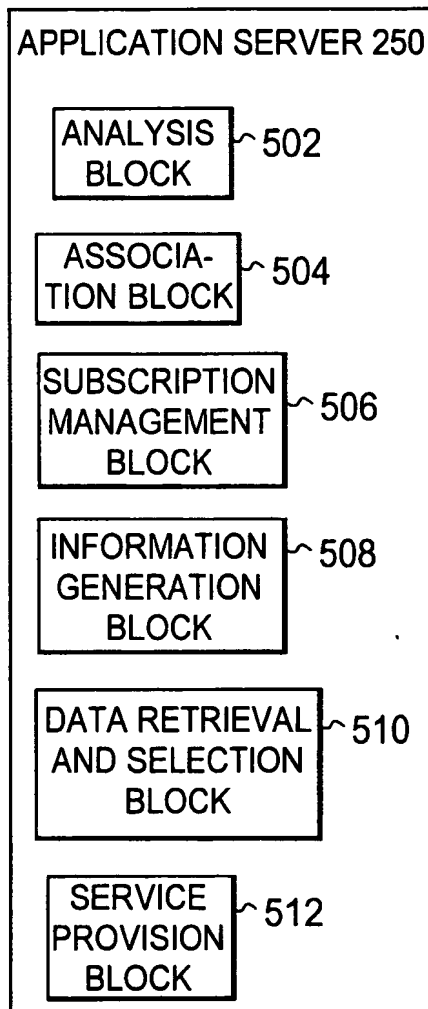 APPLICATION SERVER 250
ANALYSIS
BLOCK
502
ASSOCIA-
TION BLOCK
504
SUBSCRIPTION
MANAGEMENT
BLOCK
506
INFORMATION
GENERATION
BLOCK
508
DATA RETRIEVAL
AND SELECTION
BLOCK
510
SERVICE
PROVISION
BLOCK
512